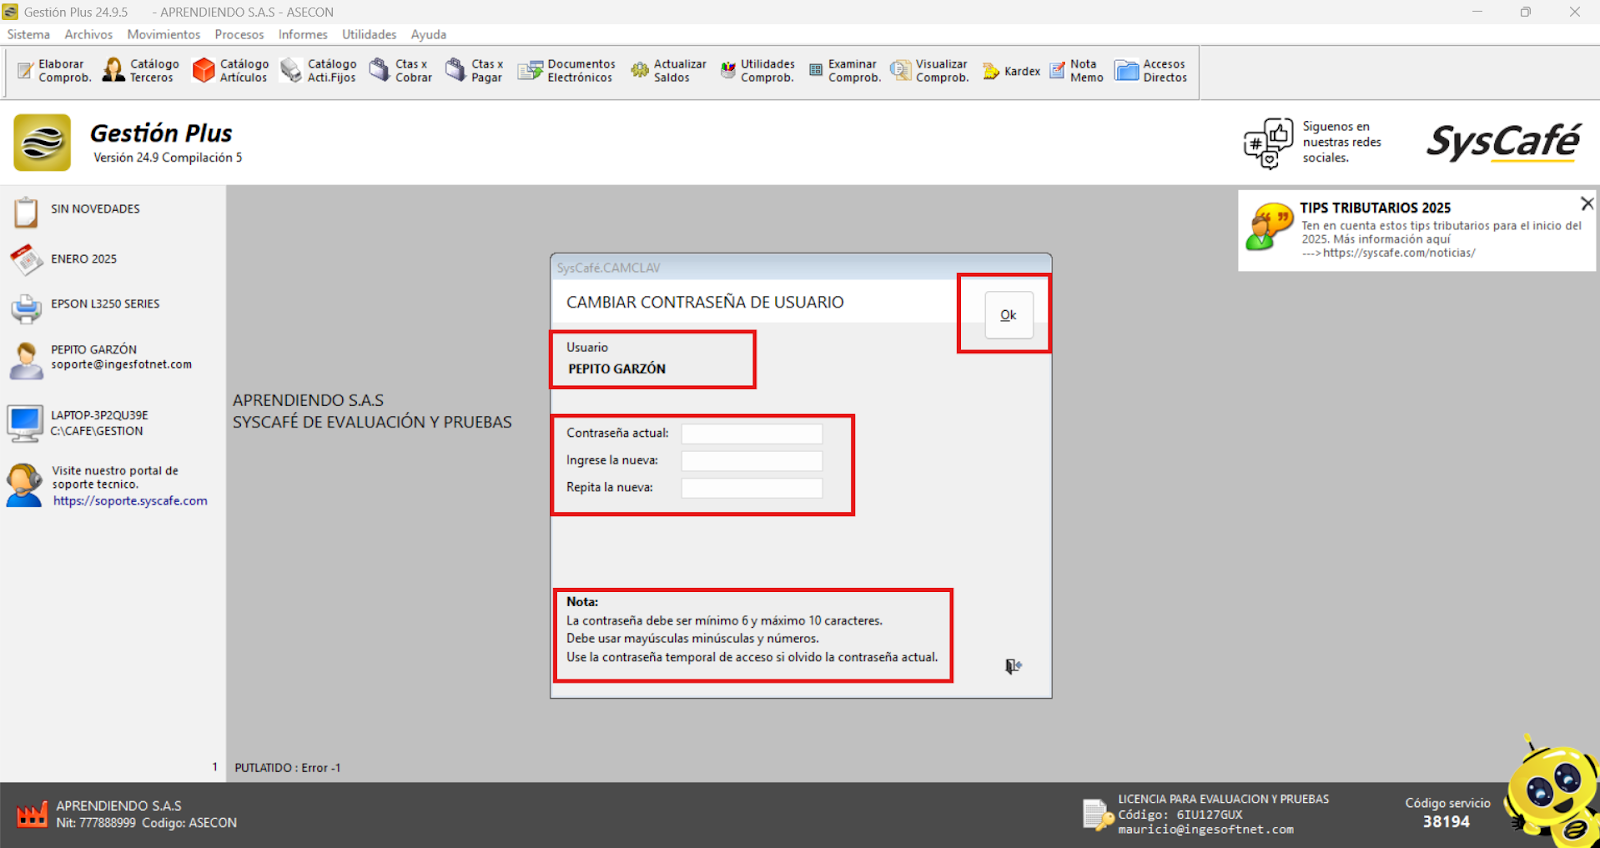 Gestión Plus 24.9.5 - APRENDIENDO S.A.S - ASECON
Sistema Archivos Movimientos Procesos Informes Utilidades Ayuda
Elaborar Comprob.
Catálogo Terceros
Catálogo Artículos
Catálogo Acti.Fijos
Ctas x Cobrar
Ctas x Pagar
Documentos Electrónicos
Actualizar Saldos
Utilidades Comprob.
Examinar Comprob.
Visualizar Comprob.
Kardex
Nota Memo
Accesos Directos
Gestión Plus
Versión 24.9 Compilación 5
Siguenos en
nuestras redes
sociales.
SysCafé
SIN NOVEDADES
ENERO 2025
EPSON L3250 SERIES
PEPITO GARZÓN
soporte@ingesfotnet.com
LAPTOP-3P2QU39E
C:\CAFE\GESTION
Visite nuestro portal de
soporte tecnico.
https://soporte.syscafe.com
1
APRENDIENDO S.A.S
SYSCAFÉ DE EVALUACIÓN Y PRUEBAS
TIPS TRIBUTARIOS 2025
Ten en cuenta estos tips tributarios para el inicio del
2025. Más información aquí
--->https://syscafe.com/noticias/
SysCafé.CAMCLAV
CAMBIAR CONTRASEÑA DE USUARIO
Ok
Usuario
PEPITO GARZÓN
Contraseña actual:
Ingrese la nueva:
Repita la nueva:
Nota:
La contraseña debe ser mínimo 6 y máximo 10 caracteres.
Debe usar mayúsculas minúsculas y números.
Use la contraseña temporal de acceso si olvido la contraseña actual.
PUTLATIDO : Error -1
APRENDIENDO S.A.S
Nit: 777888999 Codigo: ASECON
LICENCIA PARA EVALUACION Y PRUEBAS
Código: 6IU127GUX
mauricio@ingesoftnet.com
Código servicio
38194